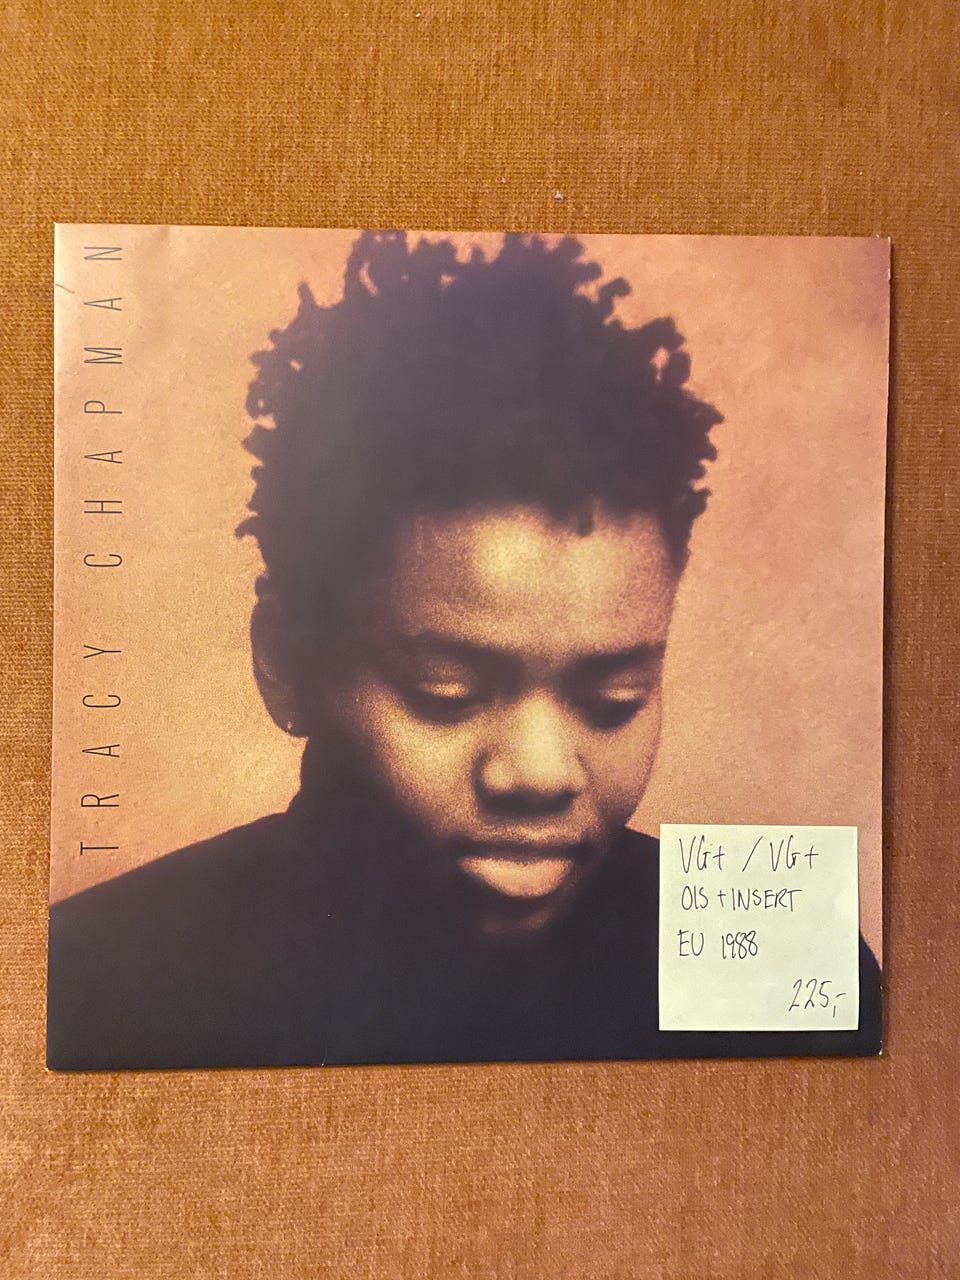 TRACY CHAPMAN
VG+ / VG+
OIS + INSERT
EU 1988
225,-